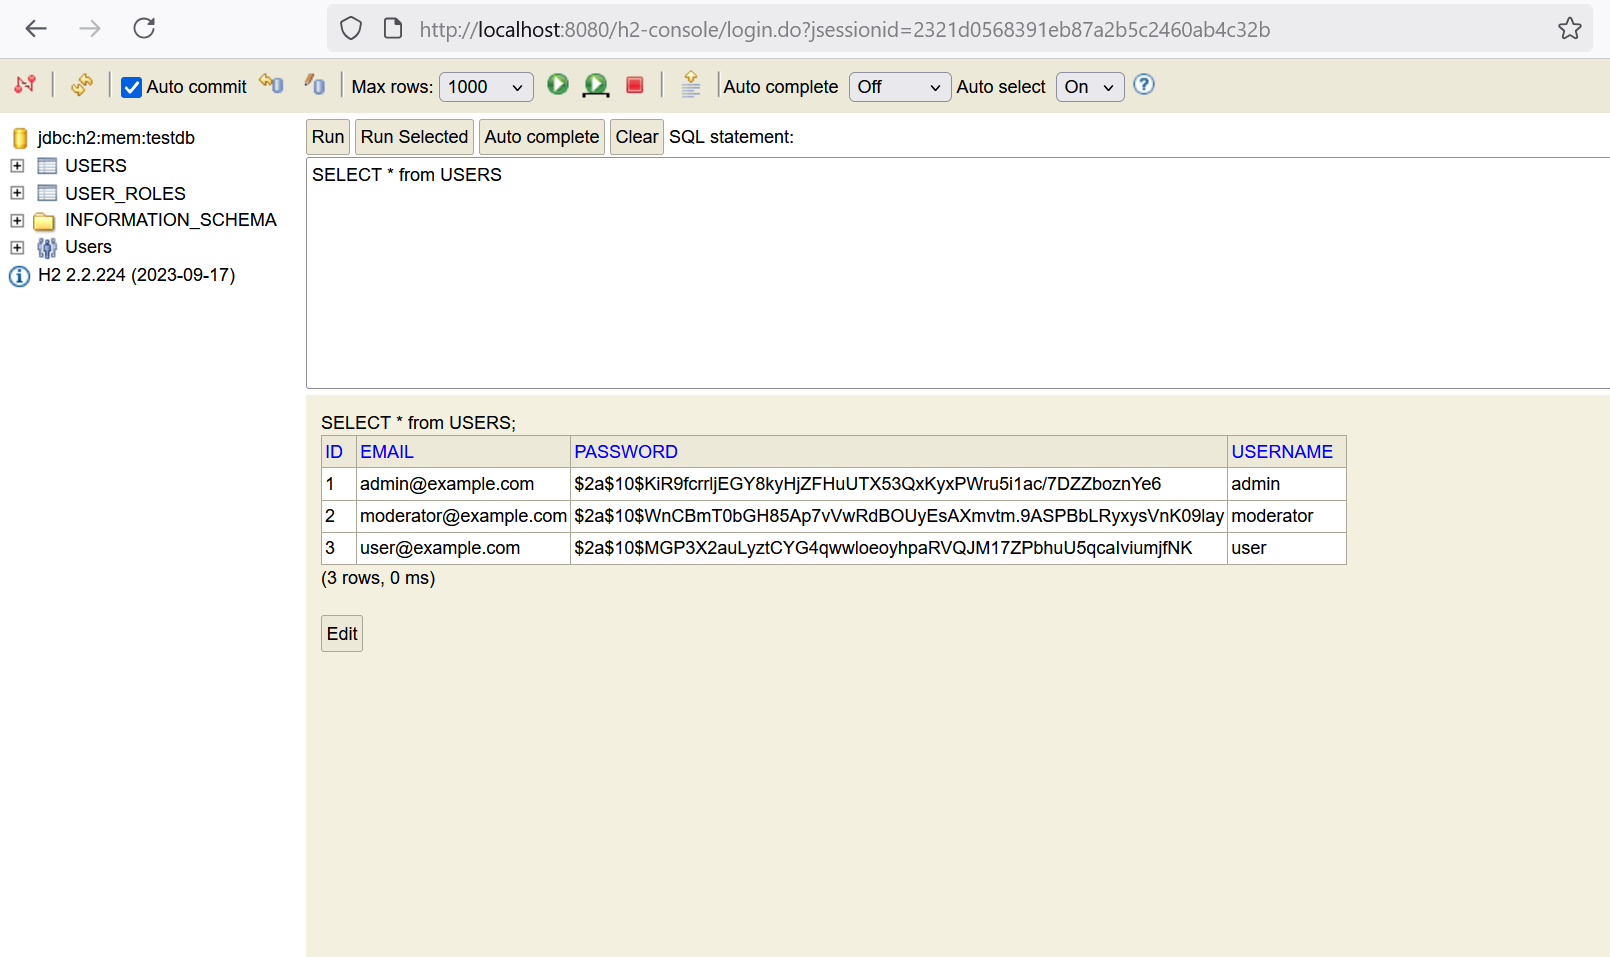 http://localhost:8080/h2-console/login.do?jsessionid=2321d0568391eb87a2b5c2460ab4c32b
Auto commit Max rows: 1000 Auto complete Off Auto select On
jdbc:h2:mem:testdb
USERS
USER_ROLES
INFORMATION_SCHEMA
Users
H2 2.2.224 (2023-09-17)
Run Run Selected Auto complete Clear SQL statement:
SELECT * from USERS
SELECT * from USERS;
ID EMAIL PASSWORD USERNAME
1 admin@example.com $2a$10$KiR9fcrrljEGY8kyHjZFHuUTX53QxKyxPWru5i1ac/7DZZboznYe6 admin
2 moderator@example.com $2a$10$WnCBmT0bGH85Ap7vVwRdBOUyEsAXmvtm.9ASPBbLRyxysVnK09lay moderator
3 user@example.com $2a$10$MGP3X2auLyztCYG4qwwloeoyhpaRVQJM17ZPbhuU5qcaIviumjfNK user
(3 rows, 0 ms)
Edit